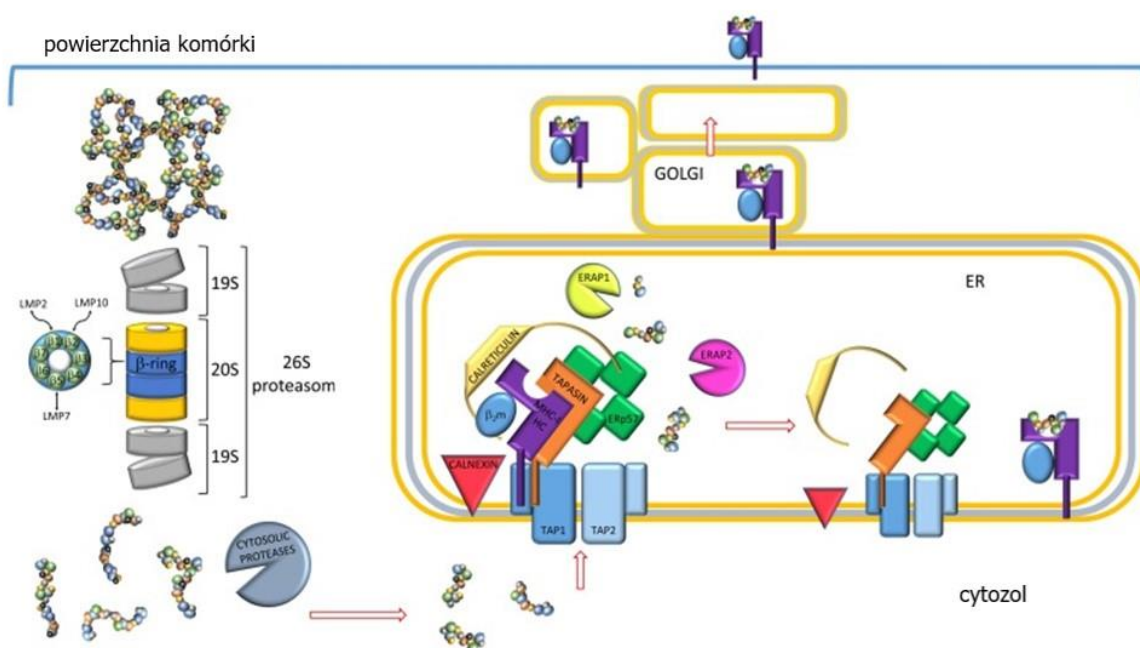 powierzchnia komórki
GOLGI
ER
19S
20S
19S
26S
proteasom
LMP2
LMP10
LMP7
β-ring
ERAP1
ERAP2
CALRETICULIN
TAPASIN
MHC-I
HC
β₂m
ERp57
CALNEXIN
TAP1
TAP2
CYTOSOLIC
PROTEASES
cytozol